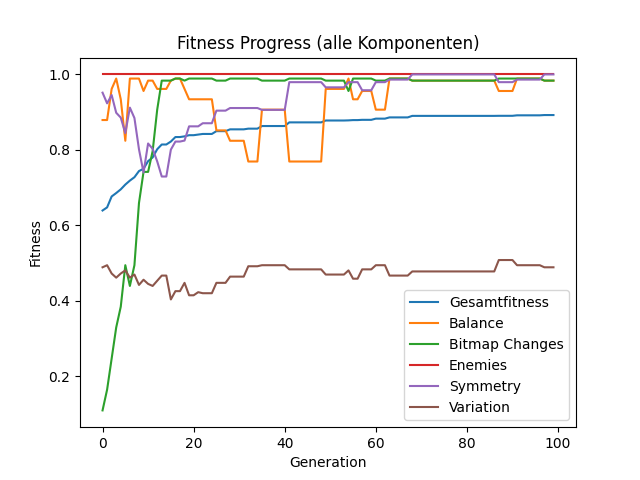 Fitness Progress (alle Komponenten)
1.0
0.8
0.6
0.4
0.2
Fitness
0 20 40 60 80 100
Generation
Gesamtfitness
Balance
Bitmap Changes
Enemies
Symmetry
Variation